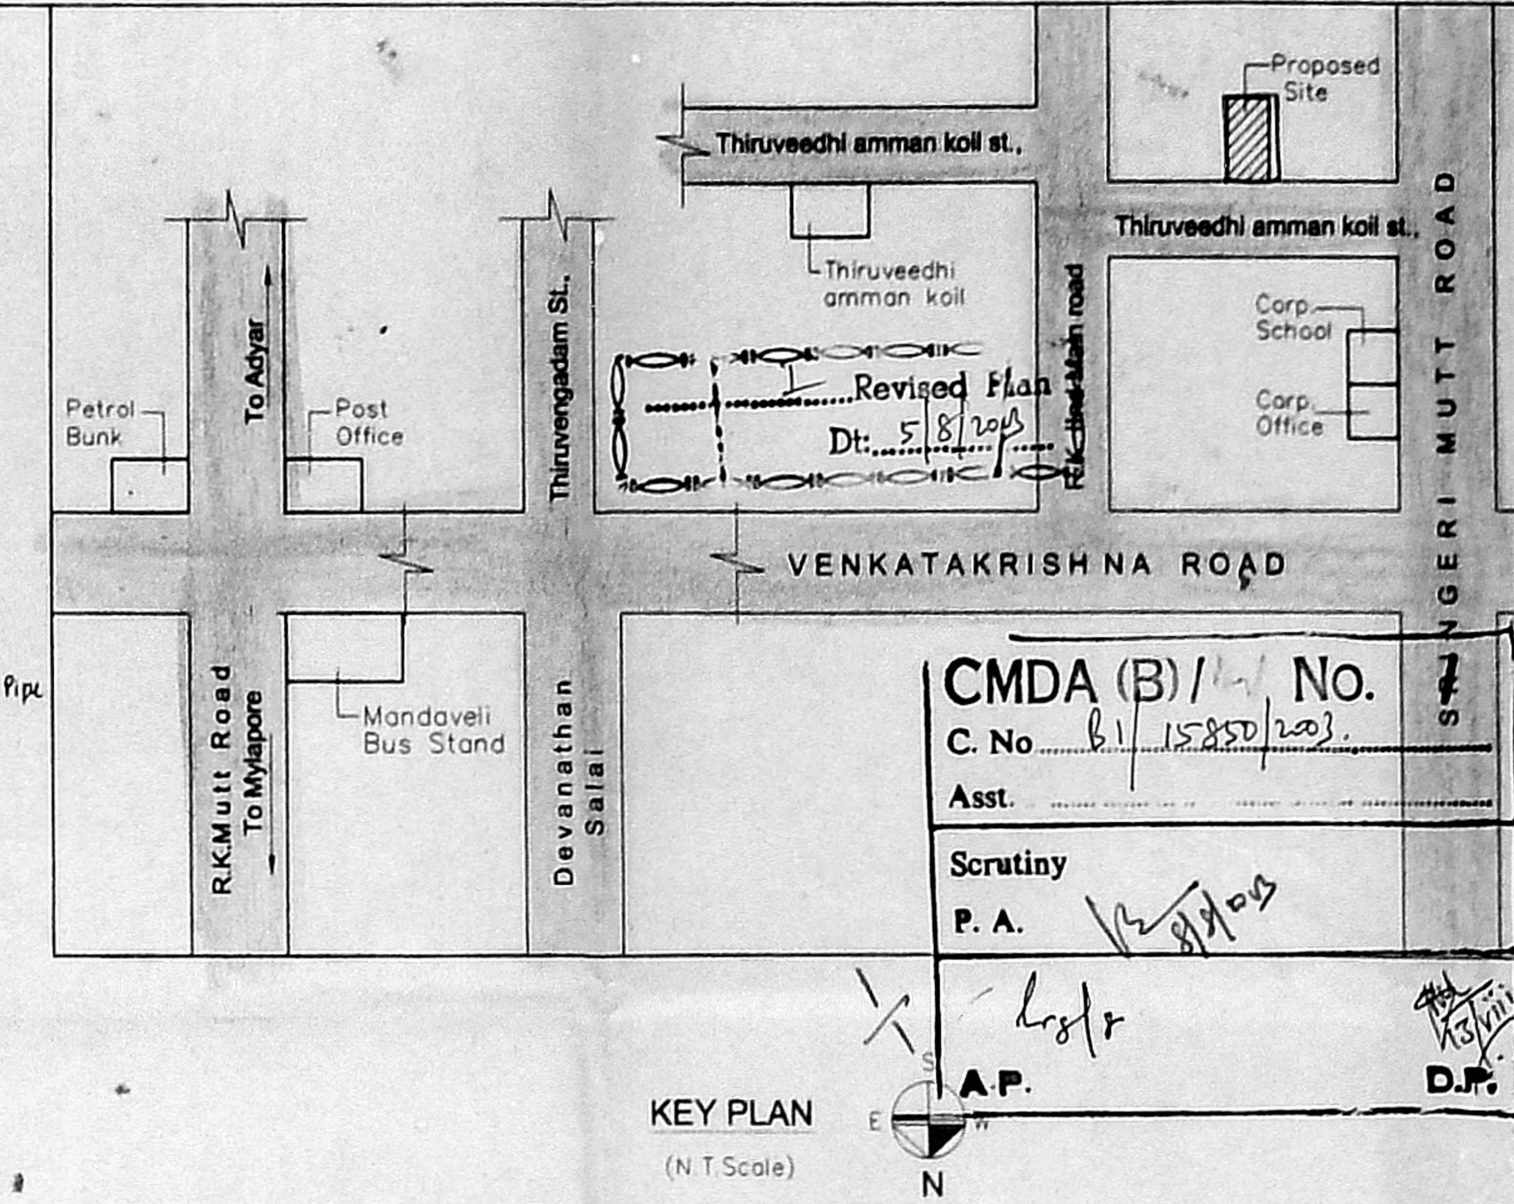 Proposed
Site
Thiruveedhi amman koil st.,
Thiruveedhi amman koil st.,
Thiruveedhi
amman koil
SRINGERI MUTT ROAD
Corp.
School
Corp.
Office
To Adyar
Thiruvengadam St.,
Main road
Petrol
Bunk
Post
Office
Revised Plan
Dt: 5/8/2003
VENKATAKRISHNA ROAD
Pipe
R.K.Mutt Road
To Mylapore
Mandaveli
Bus Stand
Devanathan
Salai
CMDA (B)/ No.
C. No B1/15850/2003.
Asst.
Scrutiny
P. A.
A.P.
D.P.
KEY PLAN
(N.T.Scale)
S
E
W
N